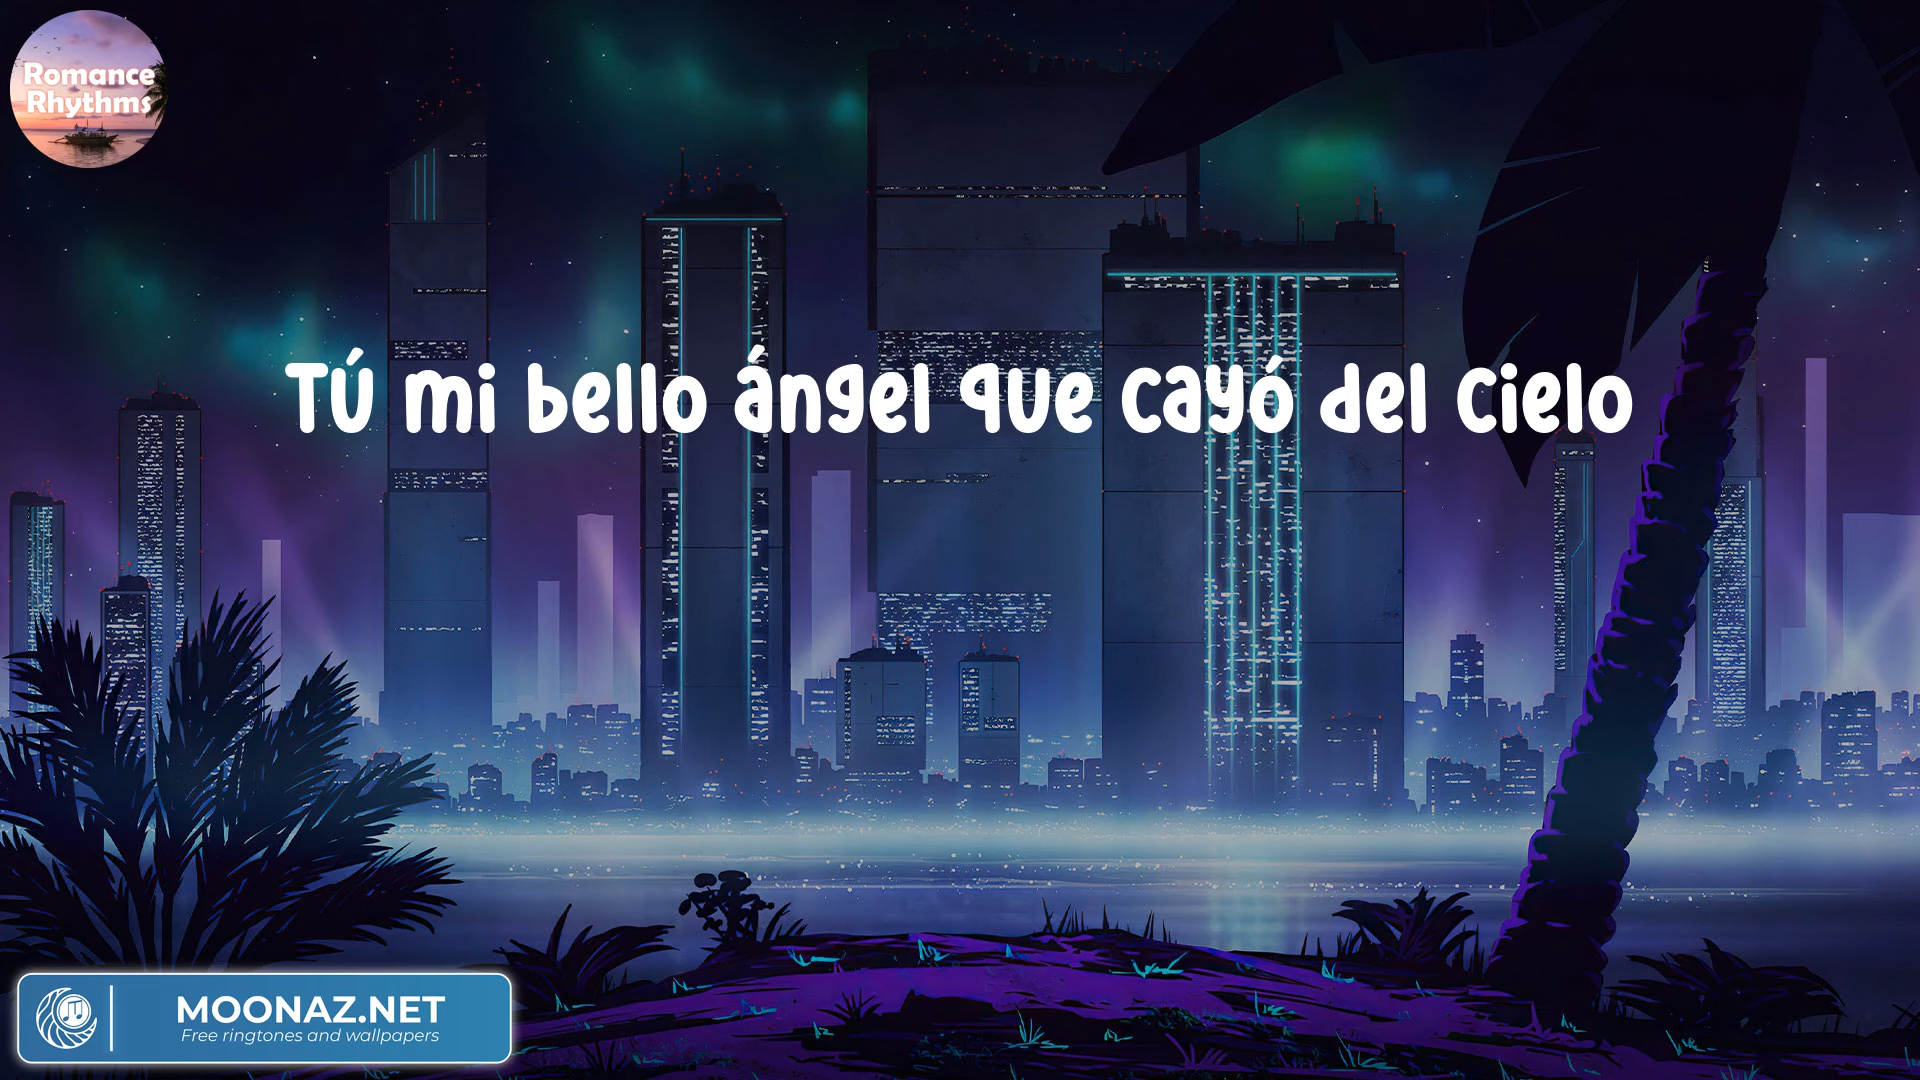 Romance
Rhythms
Tú mi bello ángel que cayó del cielo
MOONAZ.NET
Free ringtones and wallpapers